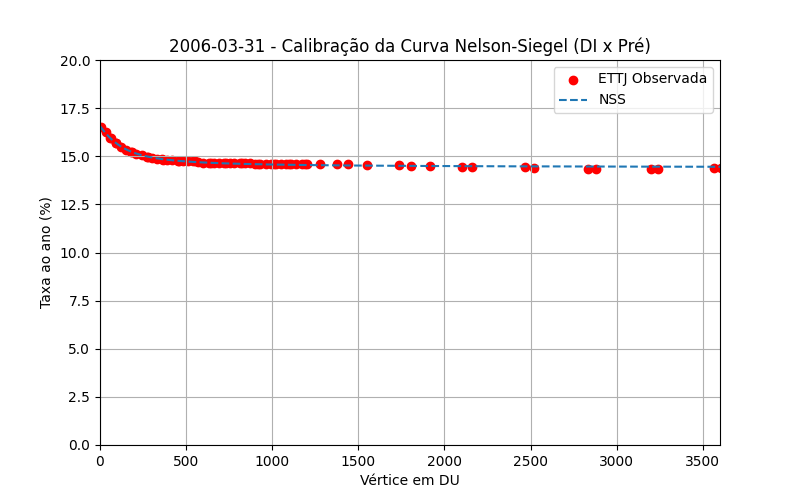 2006-03-31 - Calibração da Curva Nelson-Siegel (DI x Pré)
ETTJ Observada
NSS
Taxa ao ano (%)
20.0
17.5
15.0
12.5
10.0
7.5
5.0
2.5
0.0
0 500 1000 1500 2000 2500 3000 3500
Vértice em DU